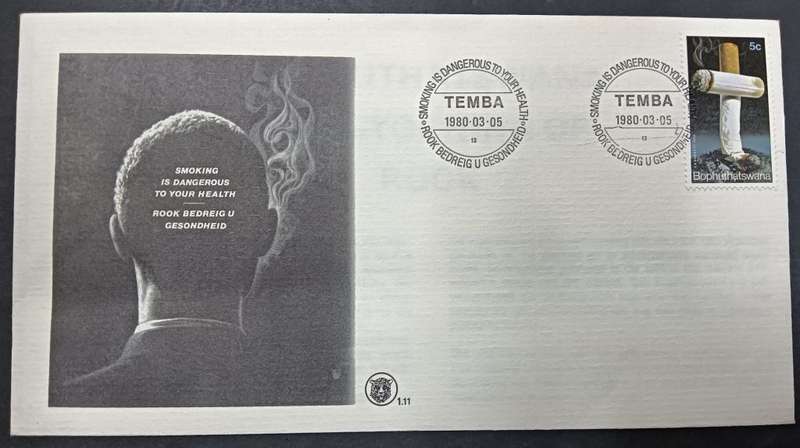 SMOKING
IS DANGEROUS
TO YOUR HEALTH
ROOK BEDREIG U
GESONDHEID
SMOKING IS DANGEROUS TO YOUR HEALTH
TEMBA
1980·03·05
13
ROOK BEDREIG U GESONDHEID
SMOKING IS DANGEROUS TO YOUR HEALTH
TEMBA
1980·03·05
13
ROOK BEDREIG U GESONDHEID
5c
Bophuthatswana
1.11